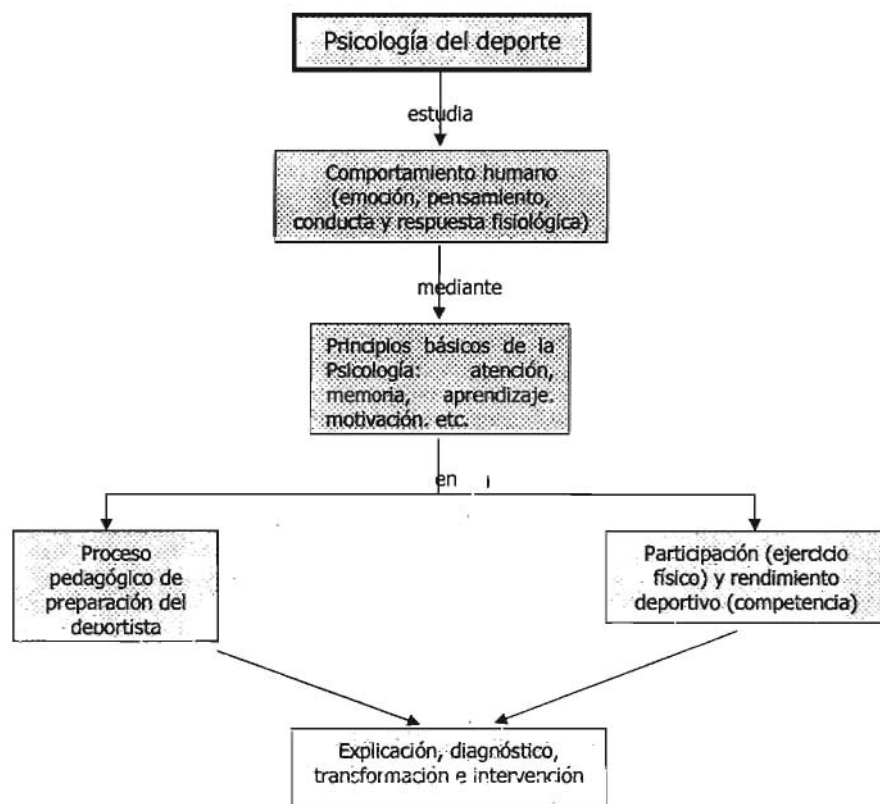 Psicología del deporte
estudia
Comportamiento humano
(emoción, pensamiento,
conducta y respuesta fisiológica)
mediante
Principios básicos de la
Psicología: atención,
memoria, aprendizaje.
motivación. etc.
en
Proceso
pedagógico de
preparación del
deportista
Participación (ejercicio
físico) y rendimiento
deportivo (competencia)
Explicación, diagnóstico,
transformación e intervención